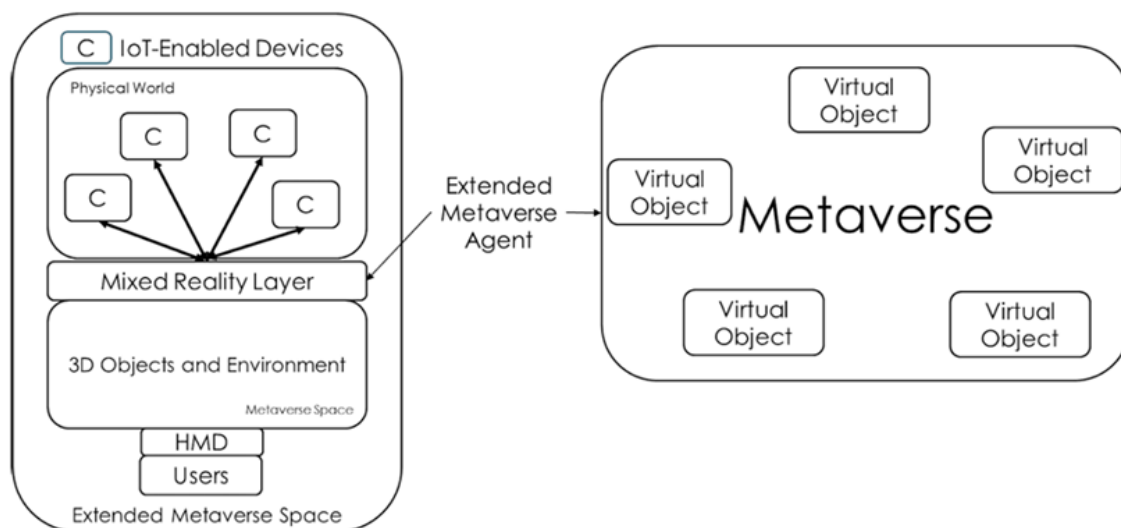 C IoT-Enabled Devices
Physical World
C
C
C
C
Mixed Reality Layer
3D Objects and Environment
Metaverse Space
HMD
Users
Extended Metaverse Space
Extended
Metaverse
Agent
Virtual
Object
Virtual
Object
Virtual
Object
Metaverse
Virtual
Object
Virtual
Object